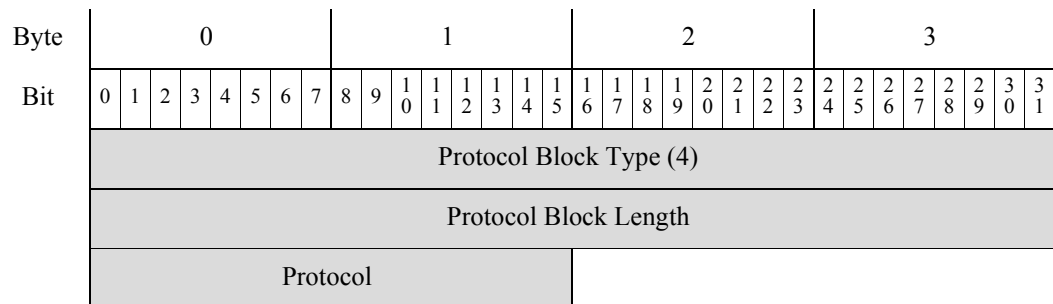 Byte 0 1 2 3
Bit 0 1 2 3 4 5 6 7 8 9 10 11 12 13 14 15 16 17 18 19 20 21 22 23 24 25 26 27 28 29 30 31
Protocol Block Type (4)
Protocol Block Length
Protocol